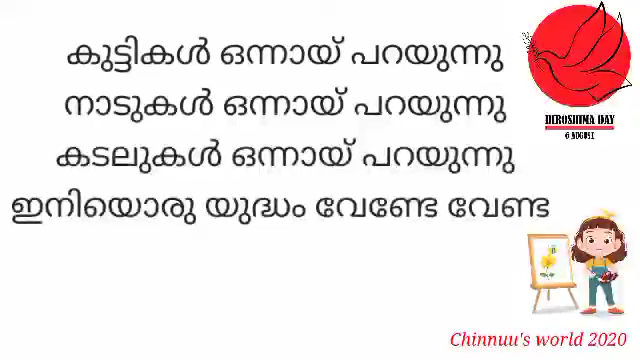 കുട്ടികൾ ഒന്നായ് പറയുന്നു
നാടുകൾ ഒന്നായ് പറയുന്നു
കടലുകൾ ഒന്നായ് പറയുന്നു
ഇനിയൊരു യുദ്ധം വേണ്ടേ വേണ്ട
HIROSHIMA DAY
6 AUGUST
Chinnuu's world 2020